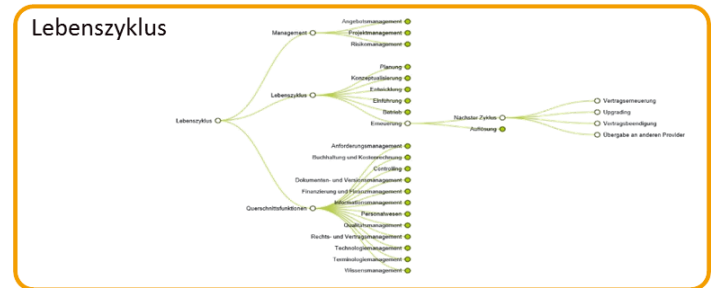 Lebenszyklus
Angebotsmanagement
Management
Projektmanagement
Risikomanagement
Planung
Konzeptualisierung
Entwicklung
Lebenszyklus
Einführung
Betrieb
Erneuerung
Nächster Zyklus
Auflösung
Vertragserneuerung
Upgrading
Vertragsbeendigung
Übergabe an anderen Provider
Lebenszyklus
Anforderungsmanagement
Buchhaltung und Kostenrechnung
Controlling
Dokumenten- und Versionsmanagement
Finanzierung und Finanzmanagement
Informationsmanagement
Querschnittsfunktionen
Personalwesen
Qualitätsmanagement
Rechts- und Vertragsmanagement
Technologiemanagement
Terminologiemanagement
Wissensmanagement